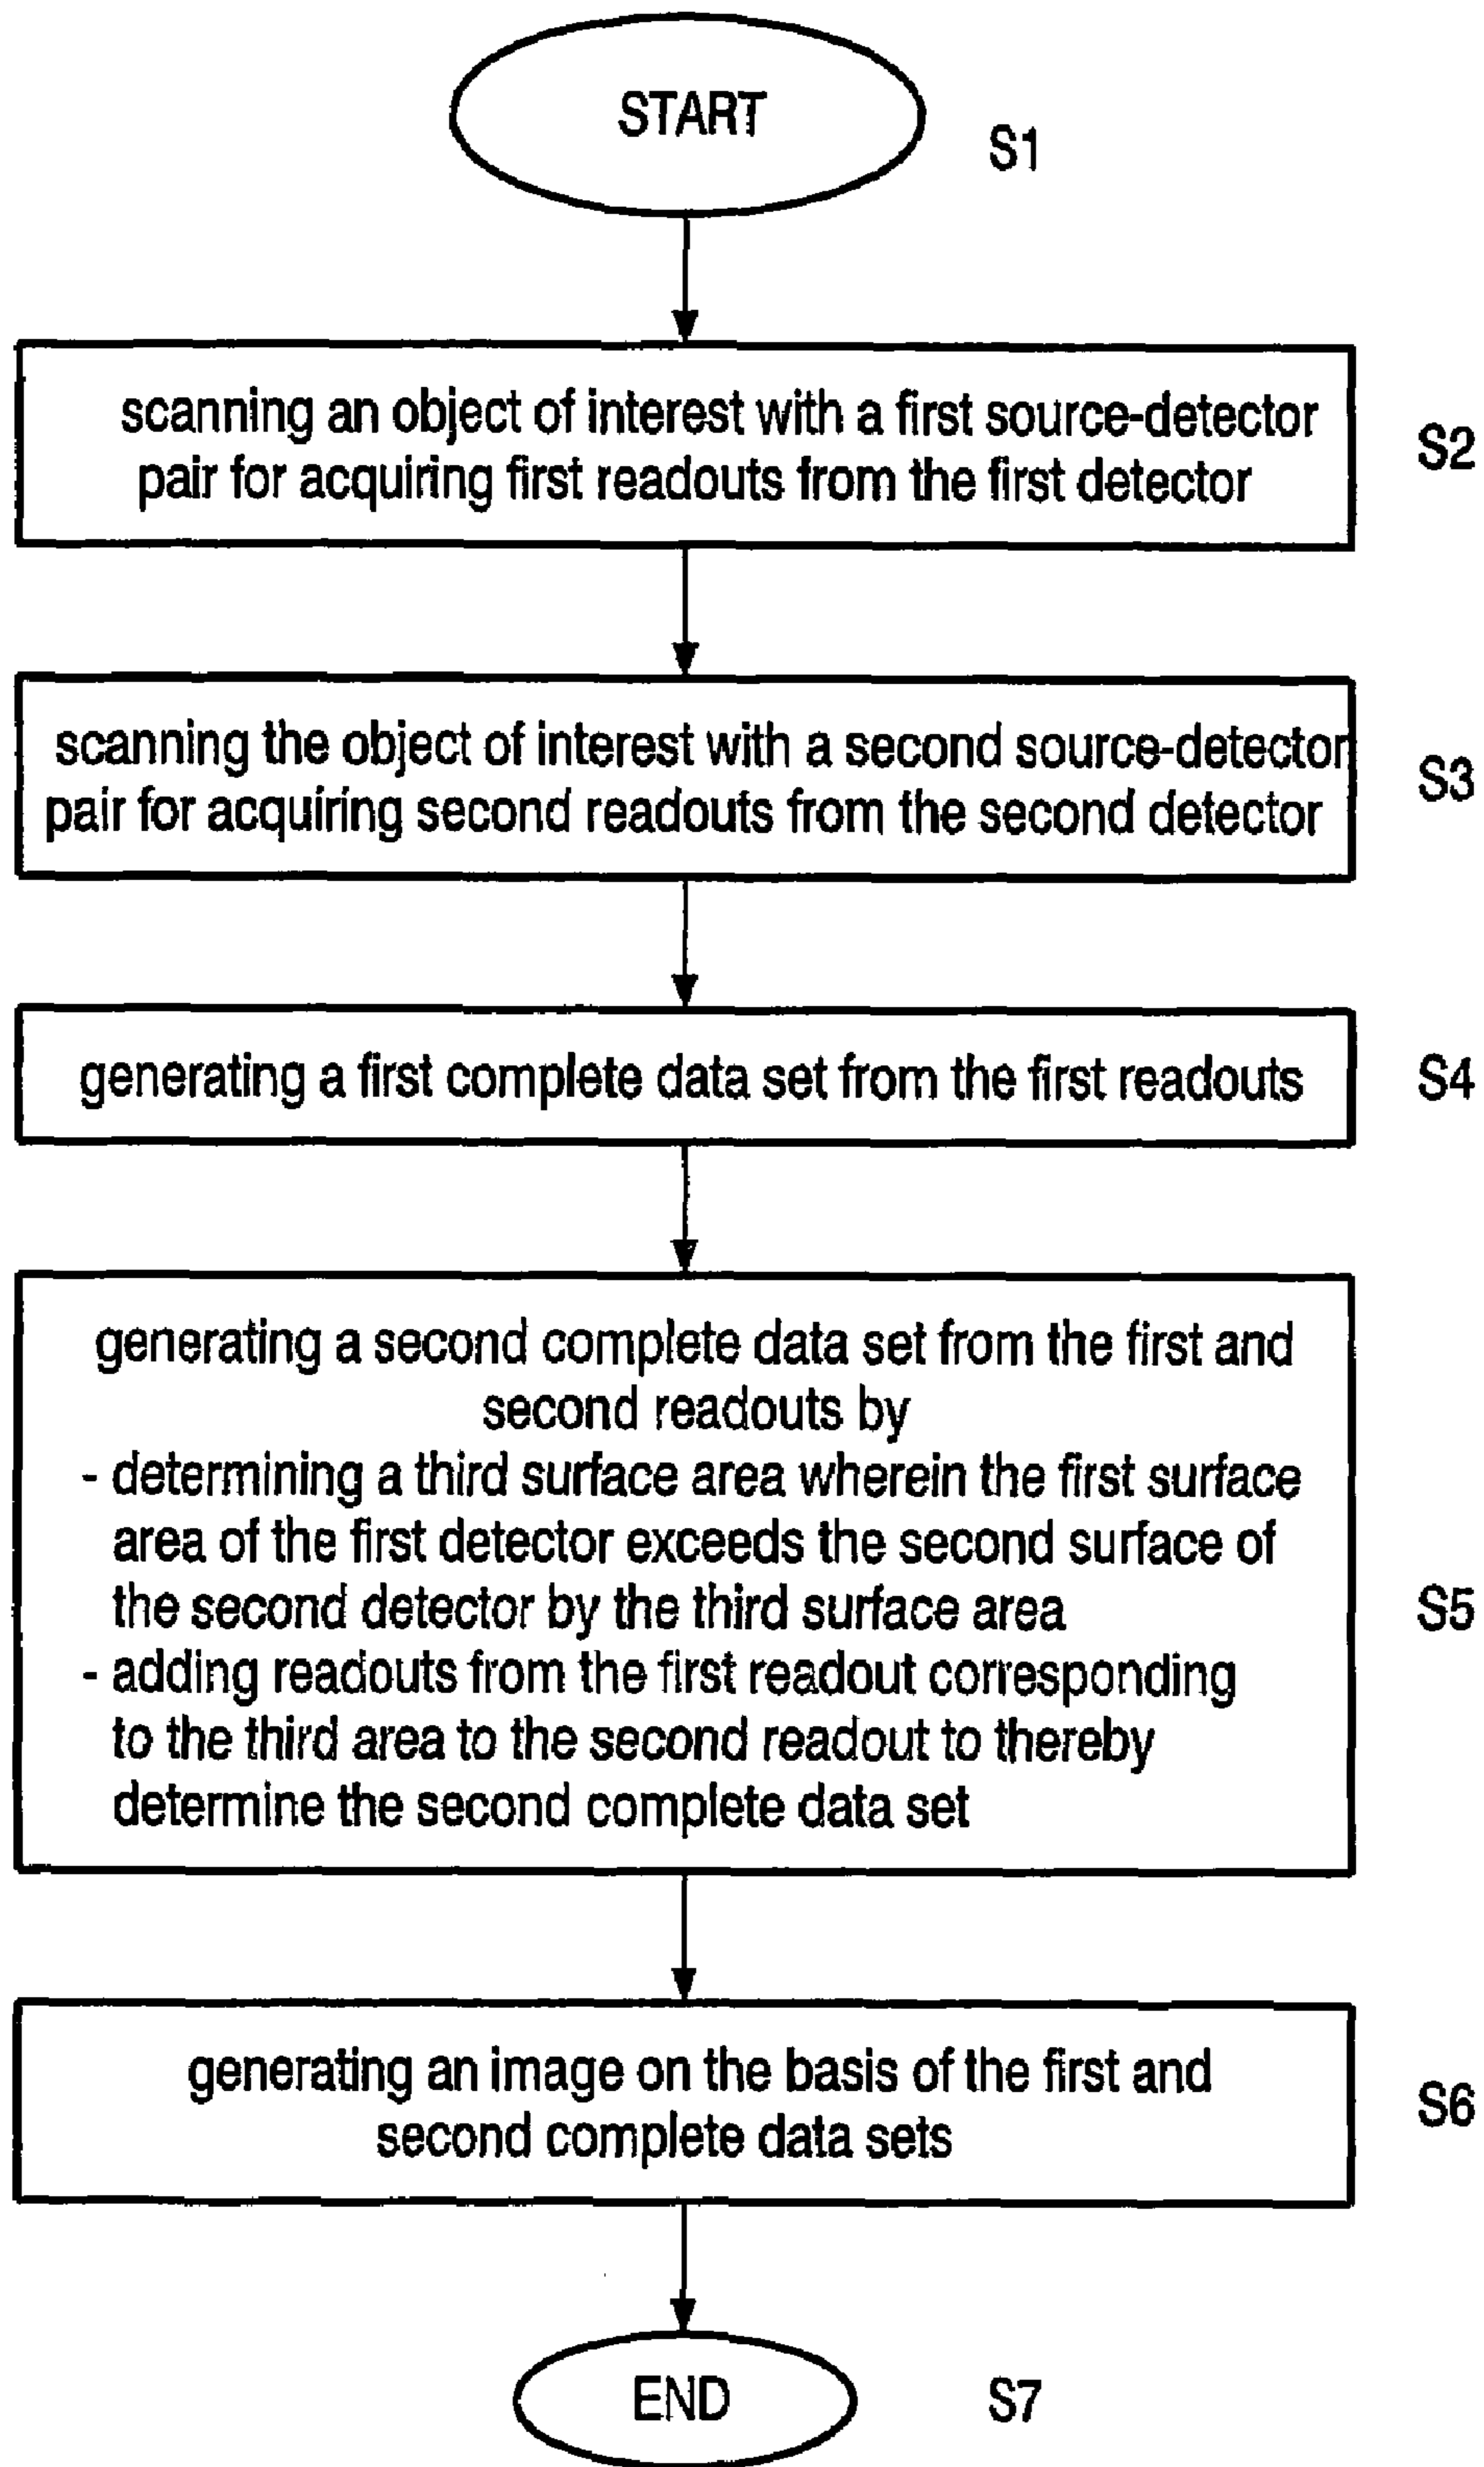 START
S1
scanning an object of interest with a first source-detector
pair for acquiring first readouts from the first detector
S2
scanning the object of interest with a second source-detector
pair for acquiring second readouts from the second detector
S3
generating a first complete data set from the first readouts
S4
generating a second complete data set from the first and
second readouts by
- determining a third surface area wherein the first surface
area of the first detector exceeds the second surface of
the second detector by the third surface area
- adding readouts from the first readout corresponding
to the third area to the second readout to thereby
determine the second complete data set
S5
generating an image on the basis of the first and
second complete data sets
S6
END
S7